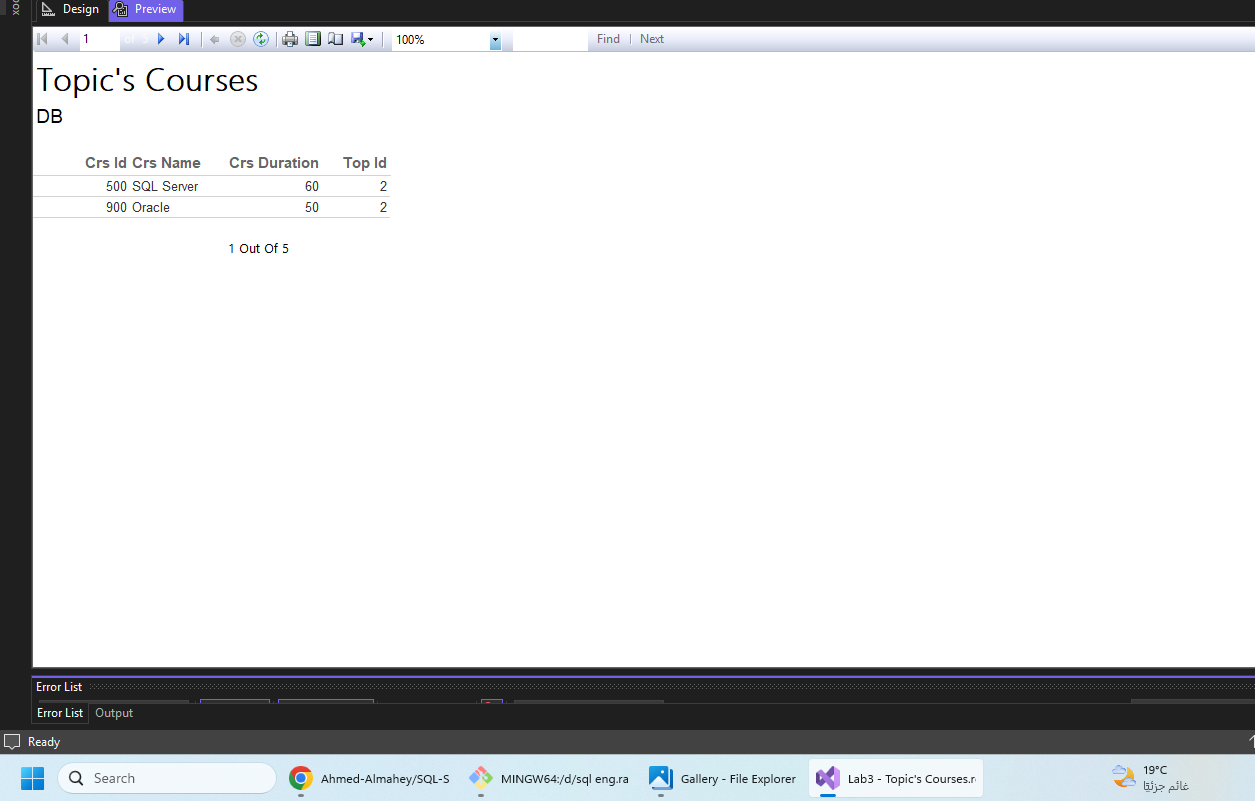 Design Preview
1 100% Find Next
Topic's Courses
DB
Crs Id Crs Name Crs Duration Top Id
500 SQL Server 60 2
900 Oracle 50 2
1 Out Of 5
Error List
Error List Output
Ready
Search Ahmed-Almahey/SQL-S MINGW64:/d/sql eng.ra Gallery - File Explorer Lab3 - Topic's Courses.r 19°C
غائم جزئيًا